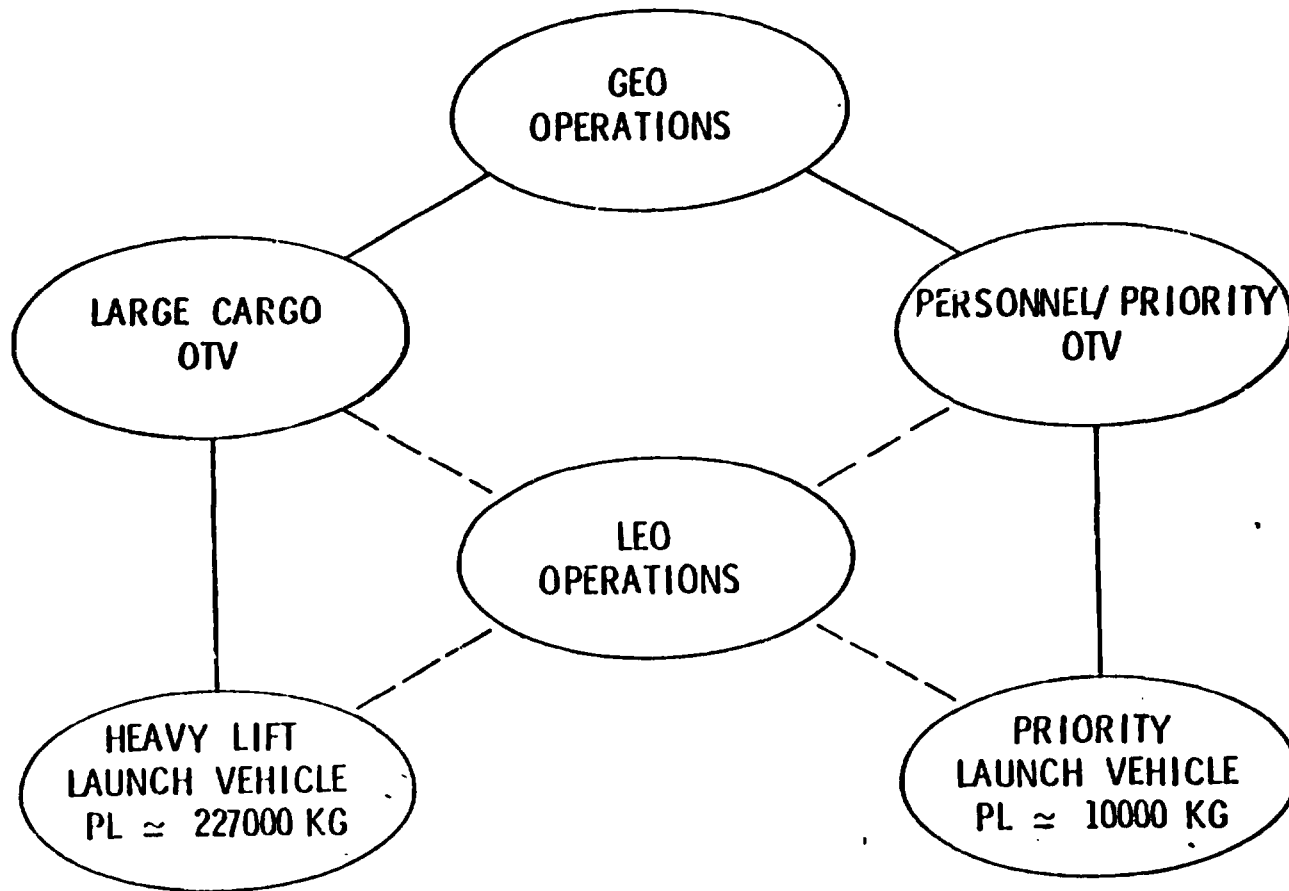 GEO
OPERATIONS
LARGE CARGO
OTV
PERSONNEL/PRIORITY
OTV
LEO
OPERATIONS
HEAVY LIFT
LAUNCH VEHICLE
PL ≃ 227000 KG
PRIORITY
LAUNCH VEHICLE
PL ≃ 10000 KG